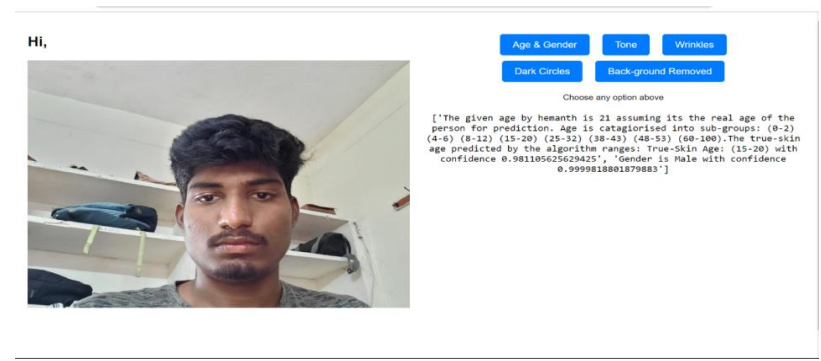 Hi,
Age & Gender Tone Wrinkles
Dark Circles Back-ground Removed
Choose any option above
['The given age by hemanth is 21 assuming its the real age of the
person for prediction. Age is catagiorised into sub-groups: (0-2)
(4-6) (8-12) (15-20) (25-32) (38-43) (48-53) (60-100).The true-skin
age predicted by the algorithm ranges: True-Skin Age: (15-20) with
confidence 0.981105625629425', 'Gender is Male with confidence
0.9999818801879883']